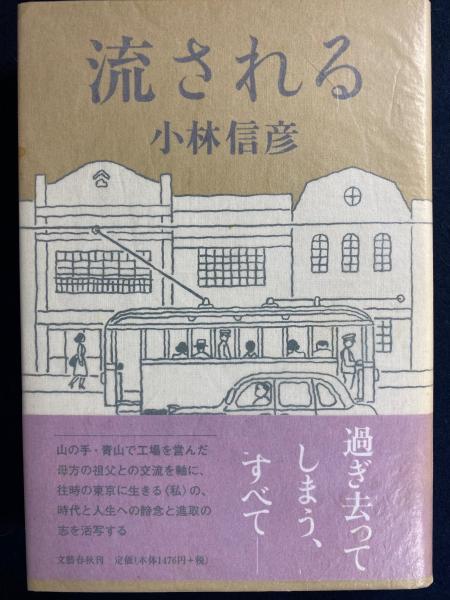 流される
小林信彦
過ぎ去って
しまう、
すべて——
山の手・青山で工場を営んだ
母方の祖父との交流を軸に、
往時の東京に生きる〈私〉の、
時代と人生への静念と進取の
志を活写する
文藝春秋刊 定価(本体1476円+税)